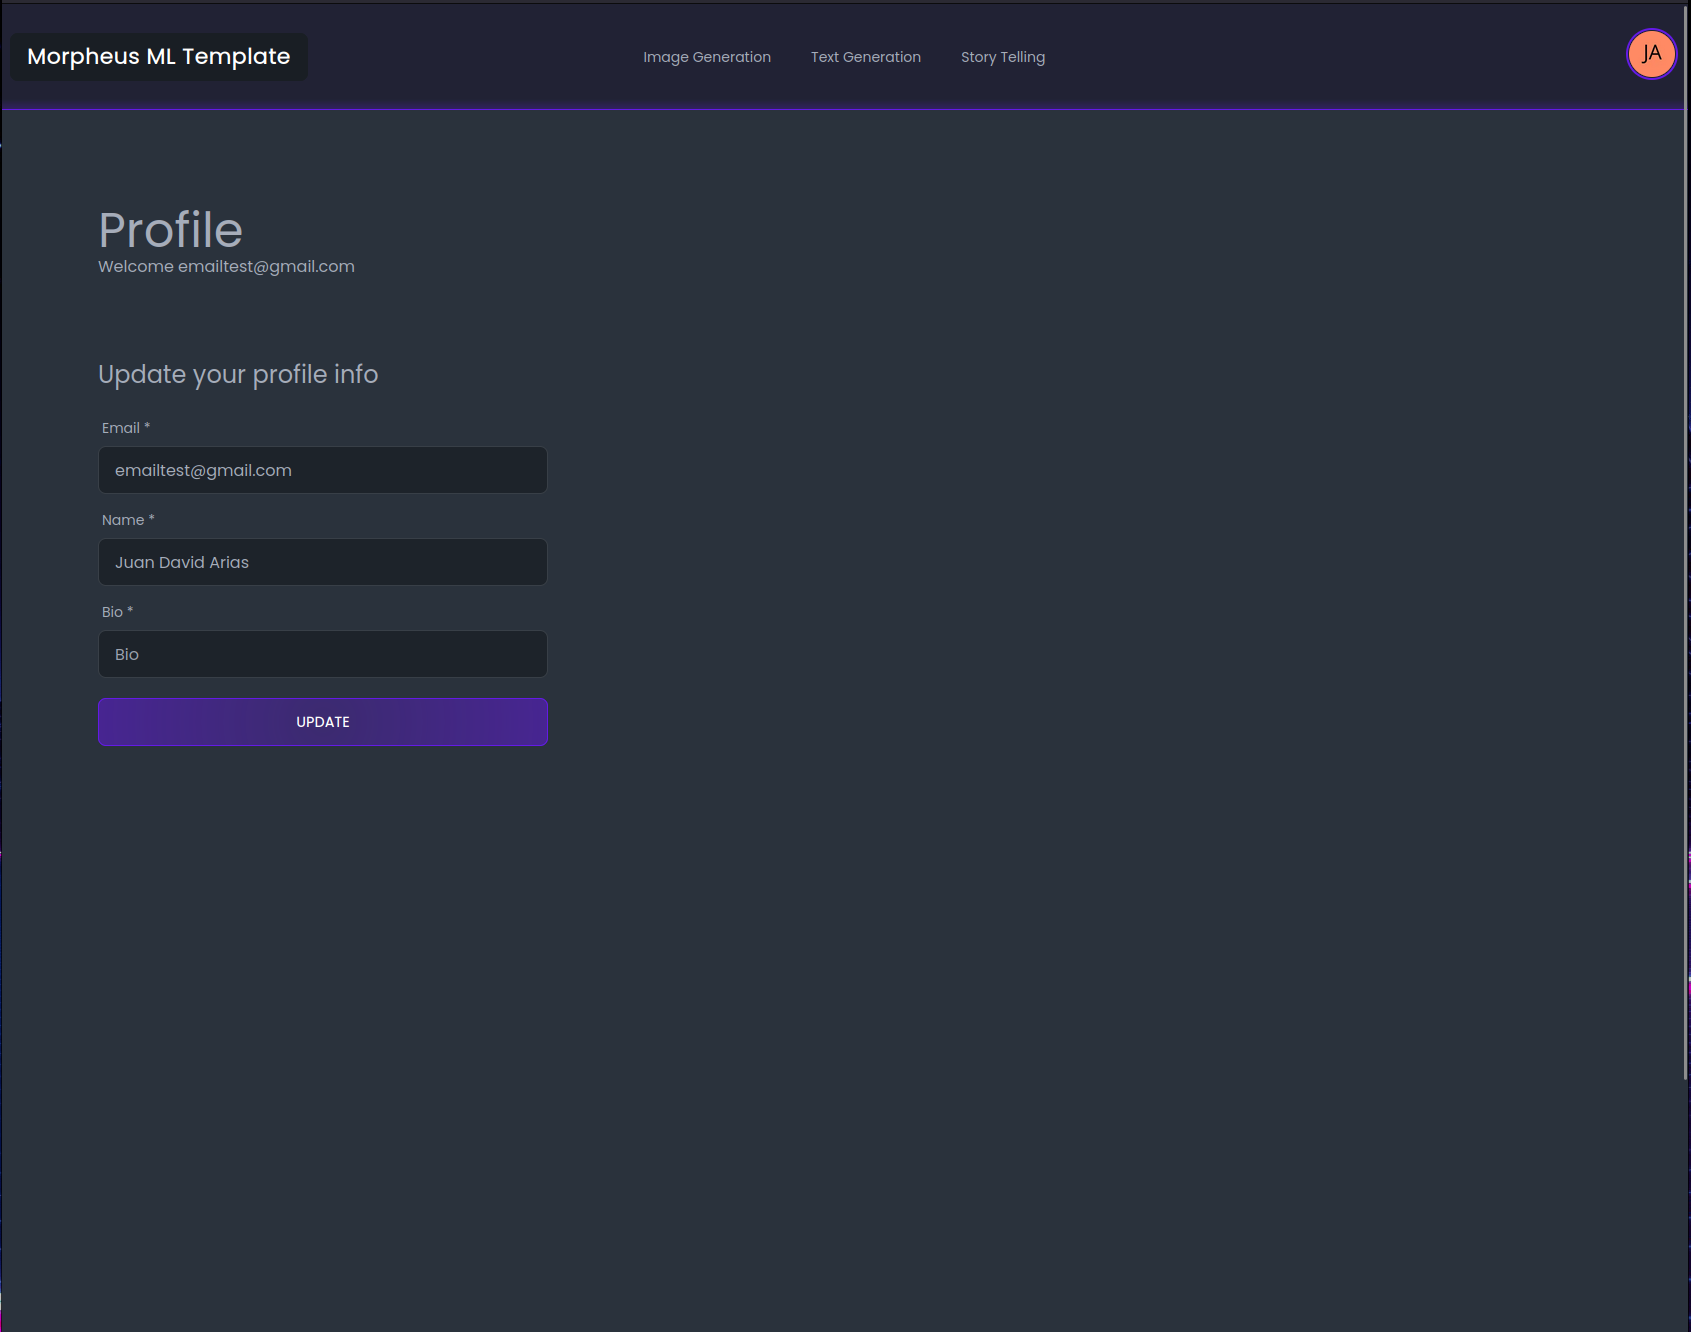 Morpheus ML Template
Image Generation
Text Generation
Story Telling
JA
Profile
Welcome emailtest@gmail.com
Update your profile info
Email *
emailtest@gmail.com
Name *
Juan David Arias
Bio *
Bio
UPDATE